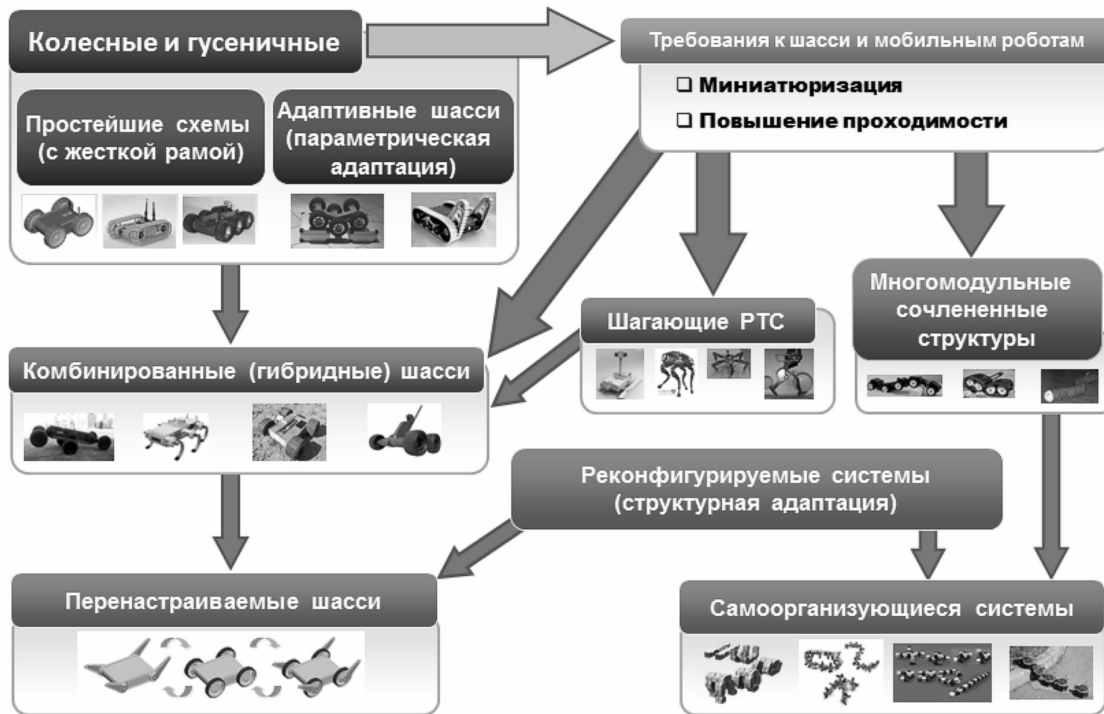 Колесные и гусеничные
Требования к шасси и мобильным роботам
❑ Миниатюризация
❑ Повышение проходимости
Простейшие схемы
(с жесткой рамой)
Адаптивные шасси
(параметрическая
адаптация)
Многомодульные
сочлененные
структуры
Шагающие РТС
Комбинированные (гибридные) шасси
Реконфигурируемые системы
(структурная адаптация)
Перенастраиваемые шасси
Самоорганизующиеся системы